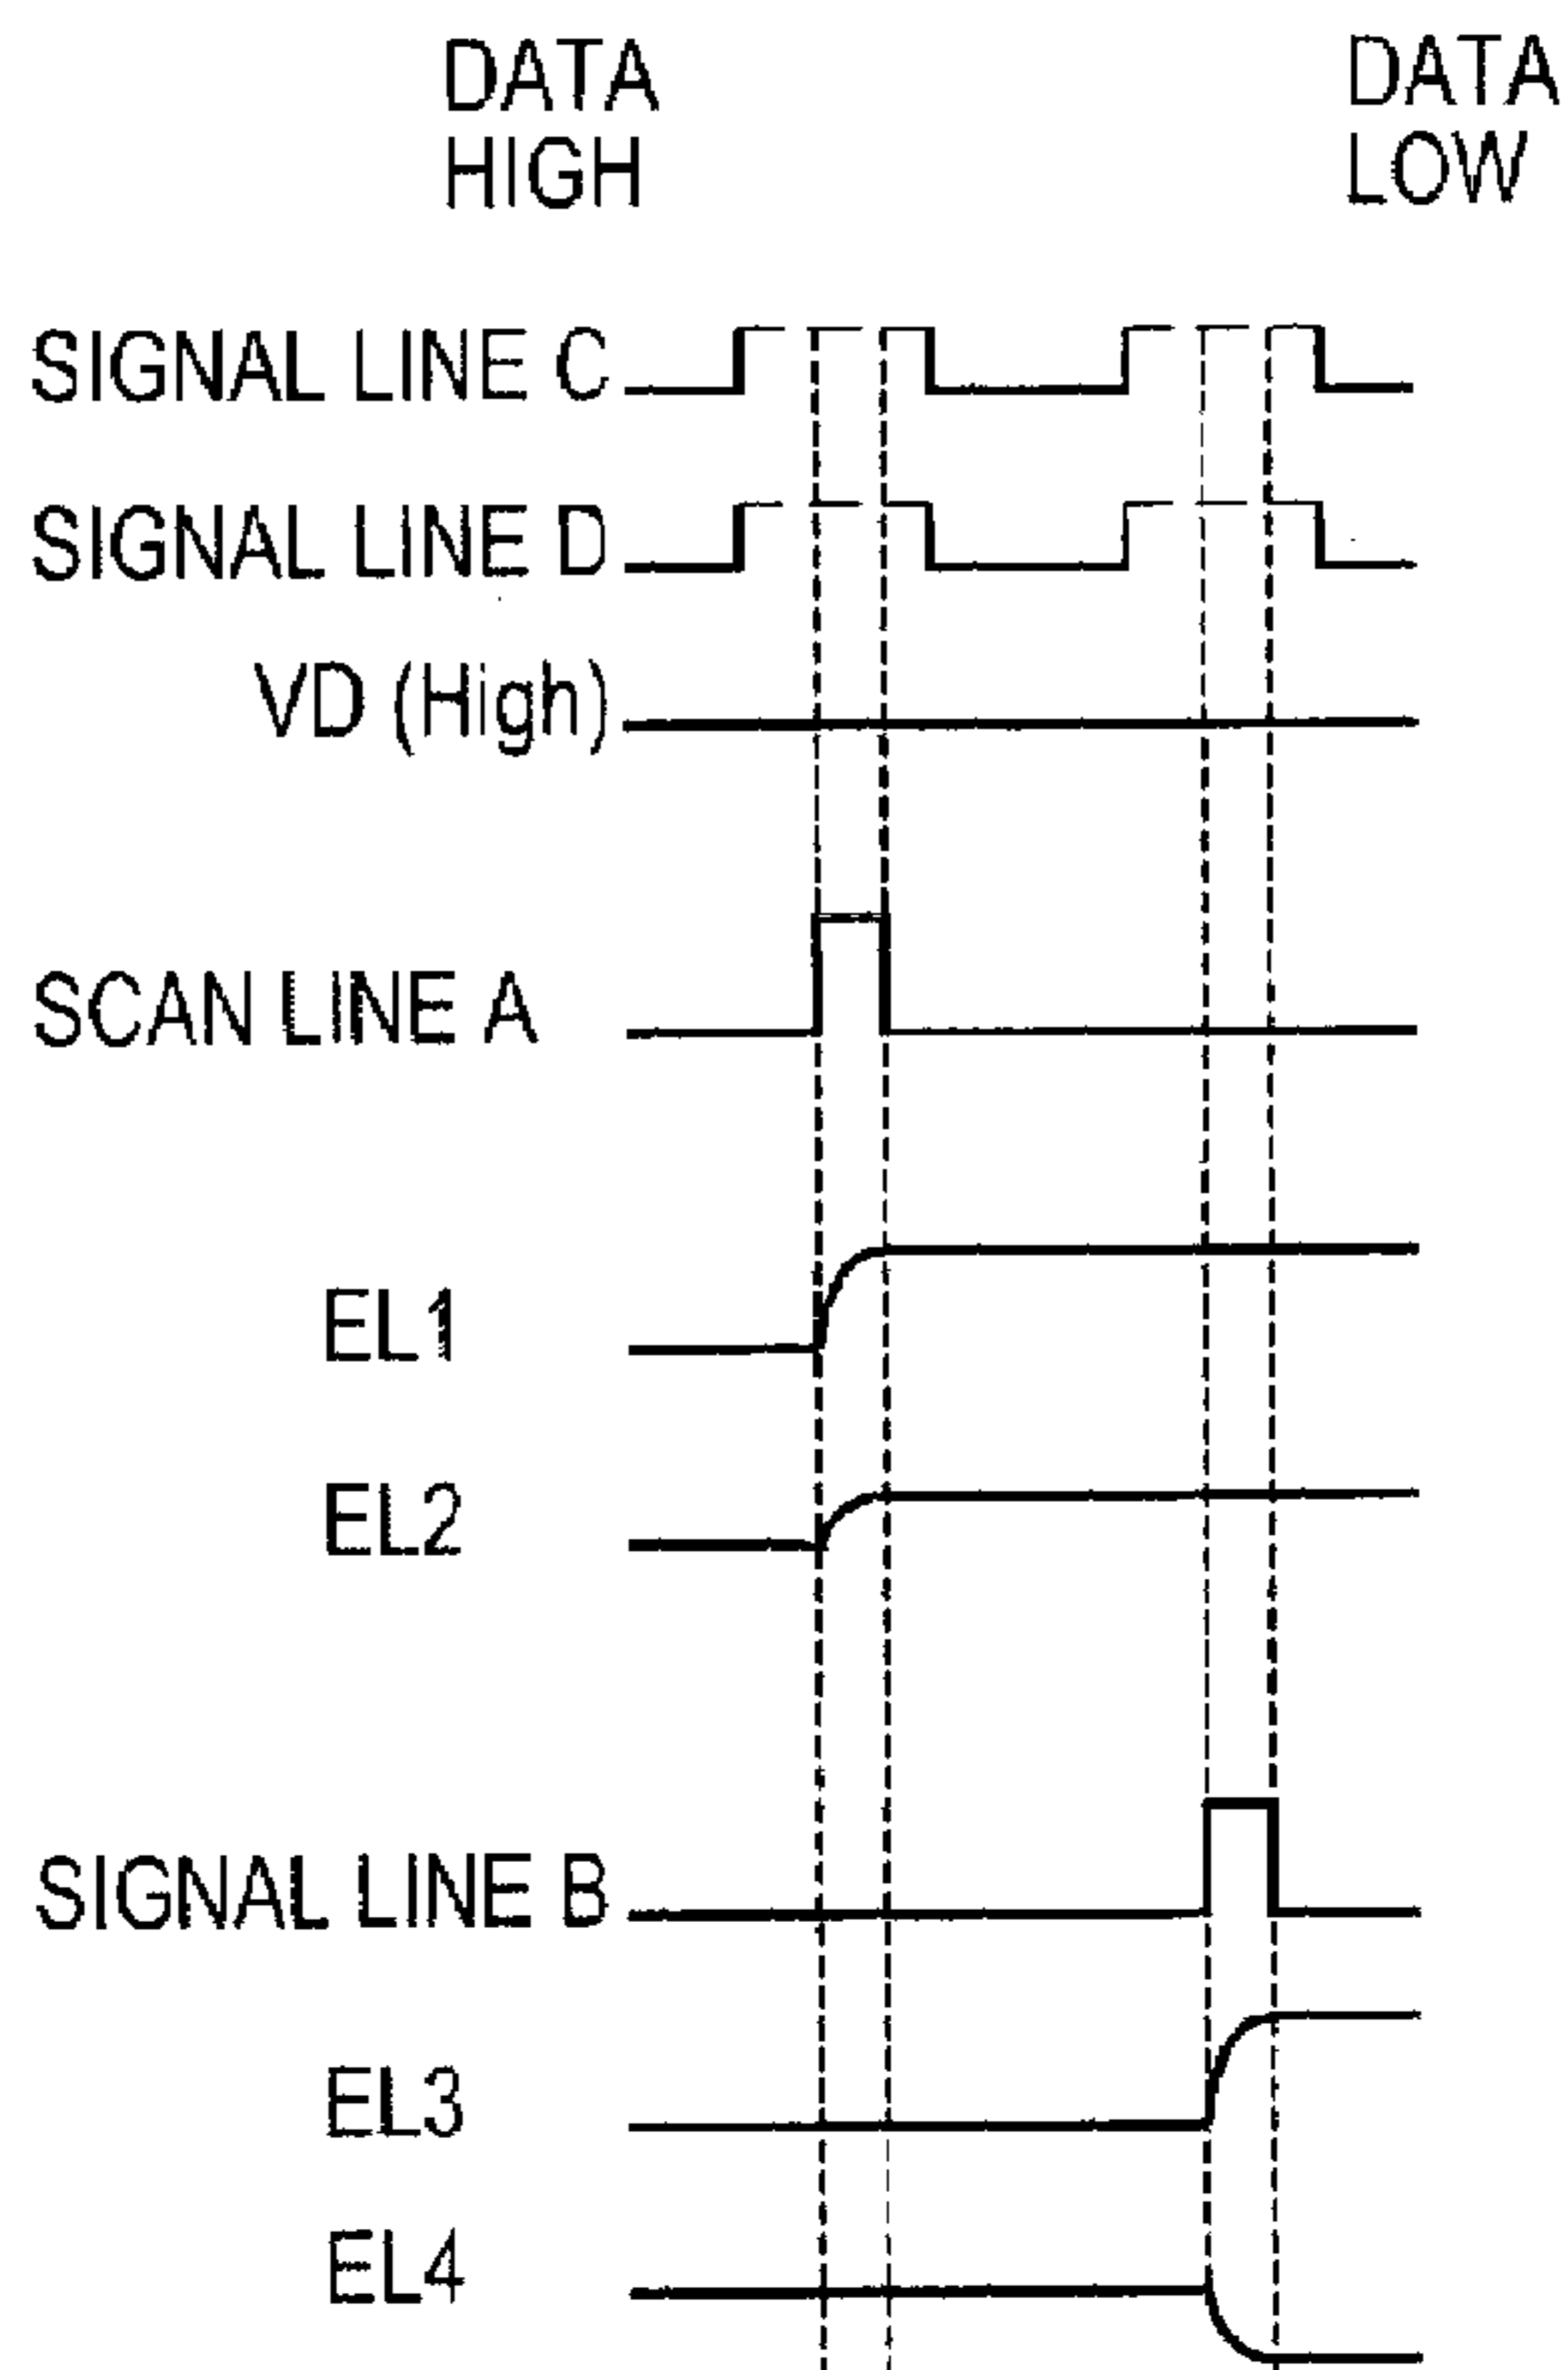 DATA HIGH
DATA LOW
SIGNAL LINE C
SIGNAL LINE D
VD (High)
SCAN LINE A
EL1
EL2
SIGNAL LINE B
EL3
EL4